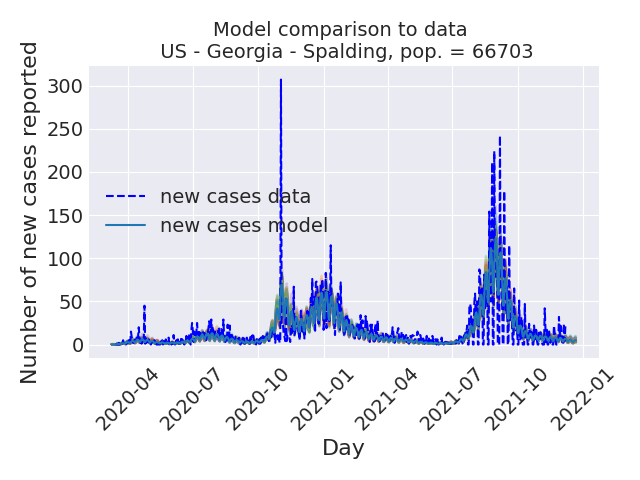 Model comparison to data
US - Georgia - Spalding, pop. = 66703
Number of new cases reported
300
250
200
150
100
50
0
new cases data
new cases model
2020-04
2020-07
2020-10
2021-01
2021-04
2021-07
2021-10
2022-01
Day